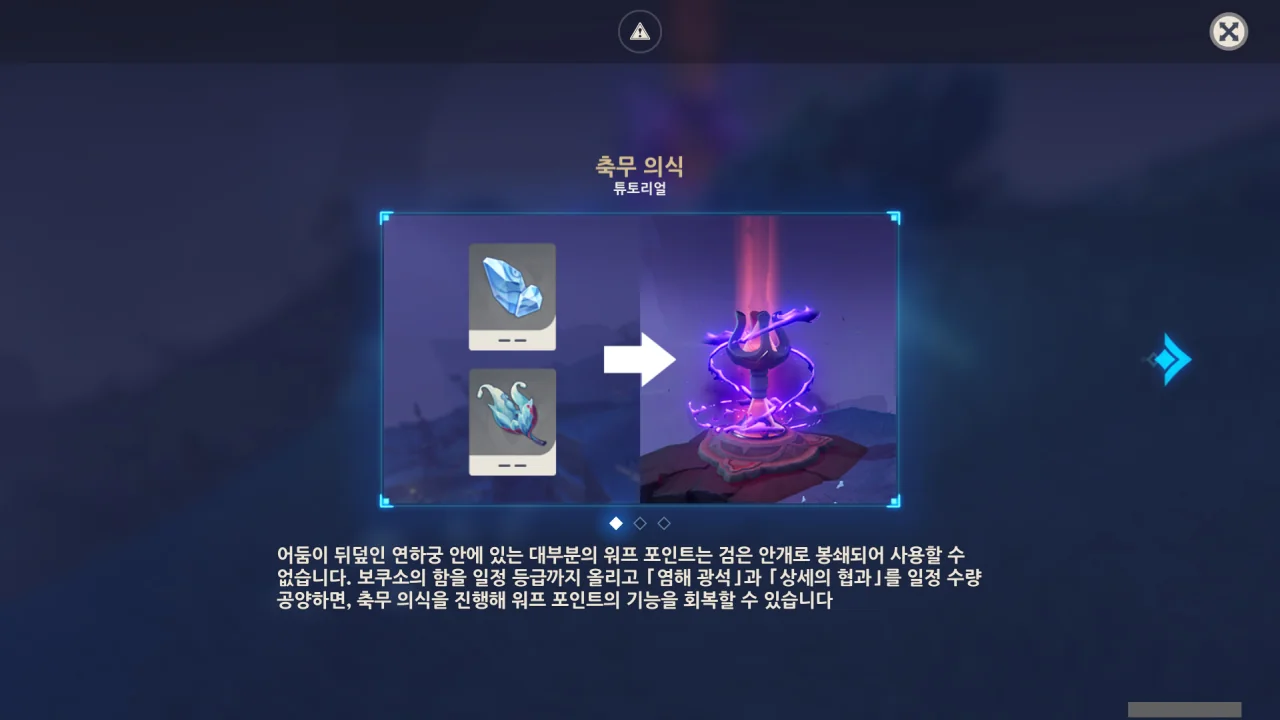 축무 의식
튜토리얼
어둠이 뒤덮인 연하궁 안에 있는 대부분의 워프 포인트는 검은 안개로 봉쇄되어 사용할 수
없습니다. 보쿠소의 함을 일정 등급까지 올리고 「염해 광석」과 「상세의 협과」를 일정 수량
공양하면, 축무 의식을 진행해 워프 포인트의 기능을 회복할 수 있습니다